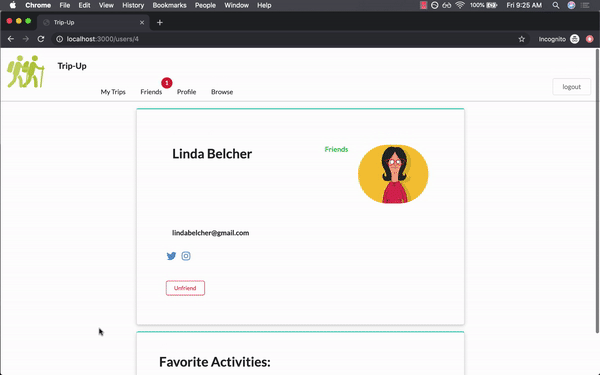 Chrome File Edit View History Bookmarks People Window Help 100% Fri 9:25 AM
Trip-Up
localhost:3000/users/4 Incognito
Trip-Up
My Trips Friends 1 Profile Browse logout
Linda Belcher Friends
lindabelcher@gmail.com
Unfriend
Favorite Activities: